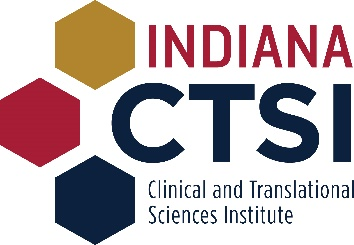 INDIANA
CTSI
Clinical and Translational
Sciences Institute